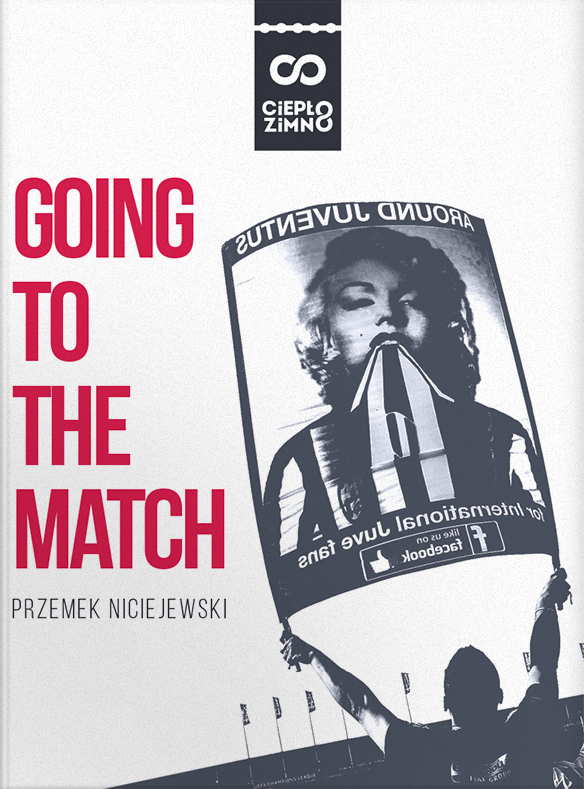 CiEPŁO
ZiMNO
GOING
TO
THE
MATCH
PRZEMEK NICIEJEWSKI
AROUND JUVENTUS
for International Juve fans
like us on
facebook